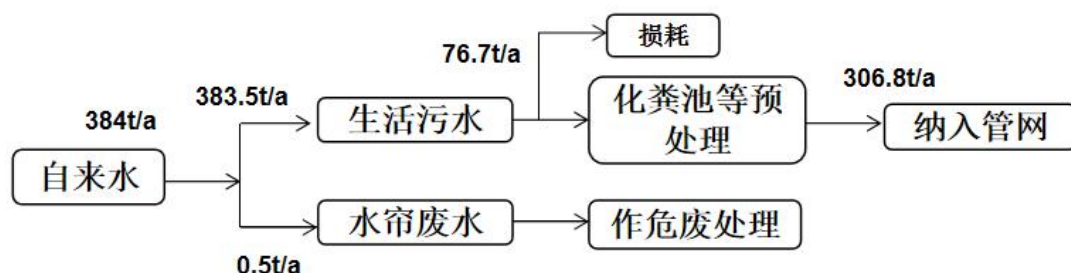 损耗
76.7t/a
306.8t/a
383.5t/a
384t/a
生活污水
化粪池等预
处理
纳入管网
自来水
水帘废水
作危废处理
0.5t/a